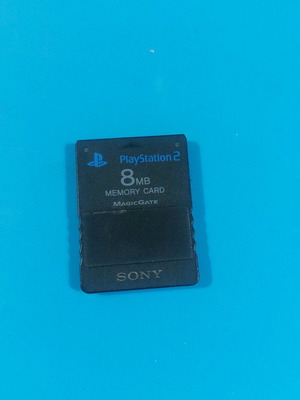 PlayStation 2
8MB
MEMORY CARD
MAGICGATE
SONY